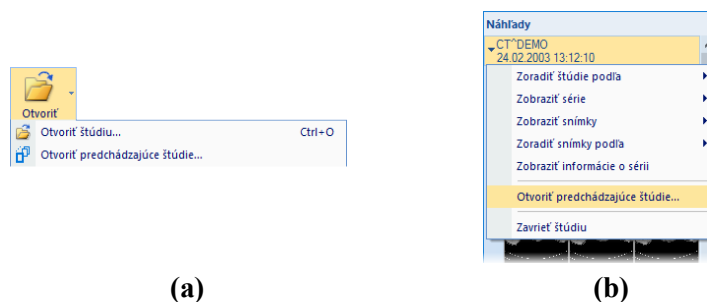 Otvoriť
Otvoriť štúdiu... Ctrl+O
Otvoriť predchádzajúce štúdie...
(a)
Náhľady
CT^DEMO
24.02.2003 13:12:10
Zoradiť štúdie podľa
Zobraziť série
Zobraziť snímky
Zoradiť snímky podľa
Zobraziť informácie o sérii
Otvoriť predchádzajúce štúdie...
Zavrieť štúdiu
(b)